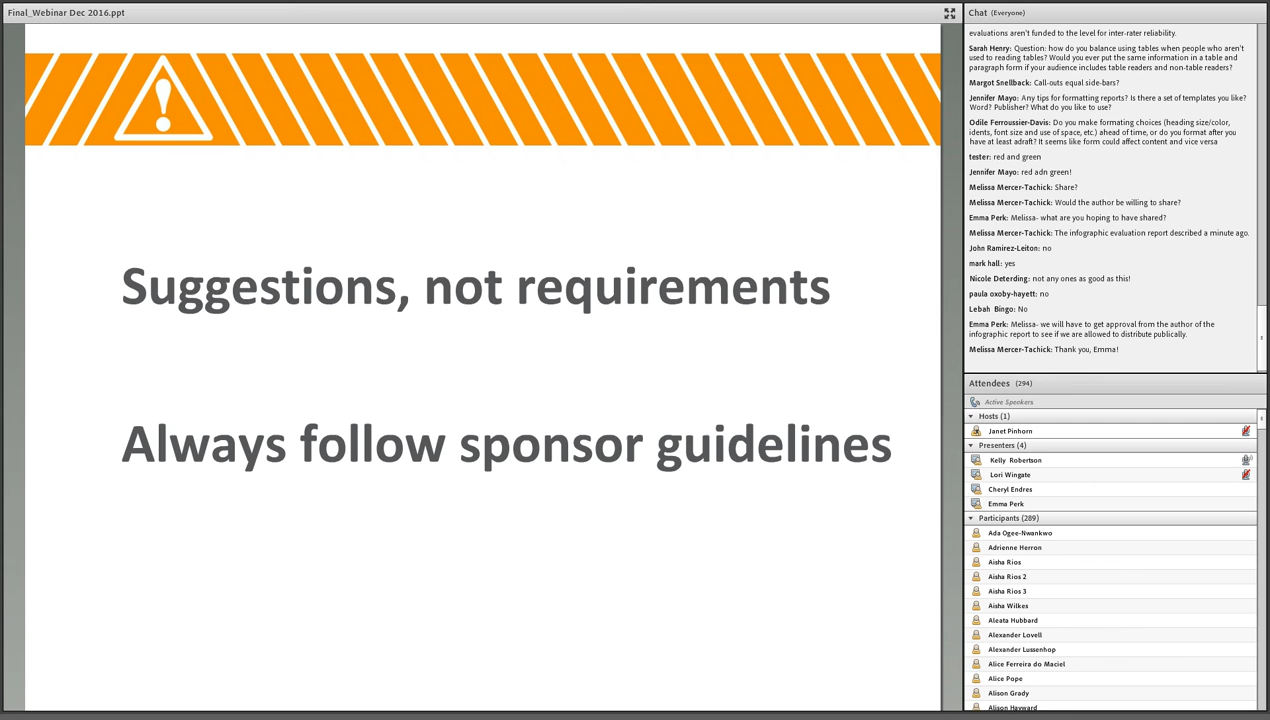 Final_Webinar Dec 2016.ppt
Suggestions, not requirements
Always follow sponsor guidelines
Chat (Everyone)
evaluations aren't funded to the level for inter-rater reliability.
Sarah Henry: Question: how do you balance using tables when people who aren't
used to reading tables? Would you ever put the same information in a table and
paragraph form if your audience includes table readers and non-table readers?
Margot Snellback: Call-outs equal side-bars?
Jennifer Mayo: Any tips for formatting reports? Is there a set of templates you like?
Word? Publisher? What do you like to use?
Odile Ferroussier-Davis: Do you make formating choices (heading size/color,
idents, font size and use of space, etc.) ahead of time, or do you format after you
have at least adraft? It seems like form could affect content and vice versa
tester: red and green
Jennifer Mayo: red adn green!
Melissa Mercer-Tachick: Share?
Melissa Mercer-Tachick: Would the author be willing to share?
Emma Perk: Melissa- what are you hoping to have shared?
Melissa Mercer-Tachick: The infographic evaluation report described a minute ago.
John Ramirez-Leiton: no
mark hall: yes
Nicole Deterding: not any ones as good as this!
paula oxoby-hayett: no
Lebah Bingo: No
Emma Perk: Melissa- we will have to get approval from the author of the
infographic report to see if we are allowed to distribute publically.
Melissa Mercer-Tachick: Thank you, Emma!
Attendees (294)
Active Speakers
Hosts (1)
Janet Pinhorn
Presenters (4)
Kelly Robertson
Lori Wingate
Cheryl Endres
Emma Perk
Participants (289)
Ada Ogee-Nwankwo
Adrienne Herron
Aisha Rios
Aisha Rios 2
Aisha Rios 3
Aisha Wilkes
Aleata Hubbard
Alexander Lovell
Alexander Lussenhop
Alice Ferreira do Maciel
Alice Pope
Alison Grady
Alison Hayward